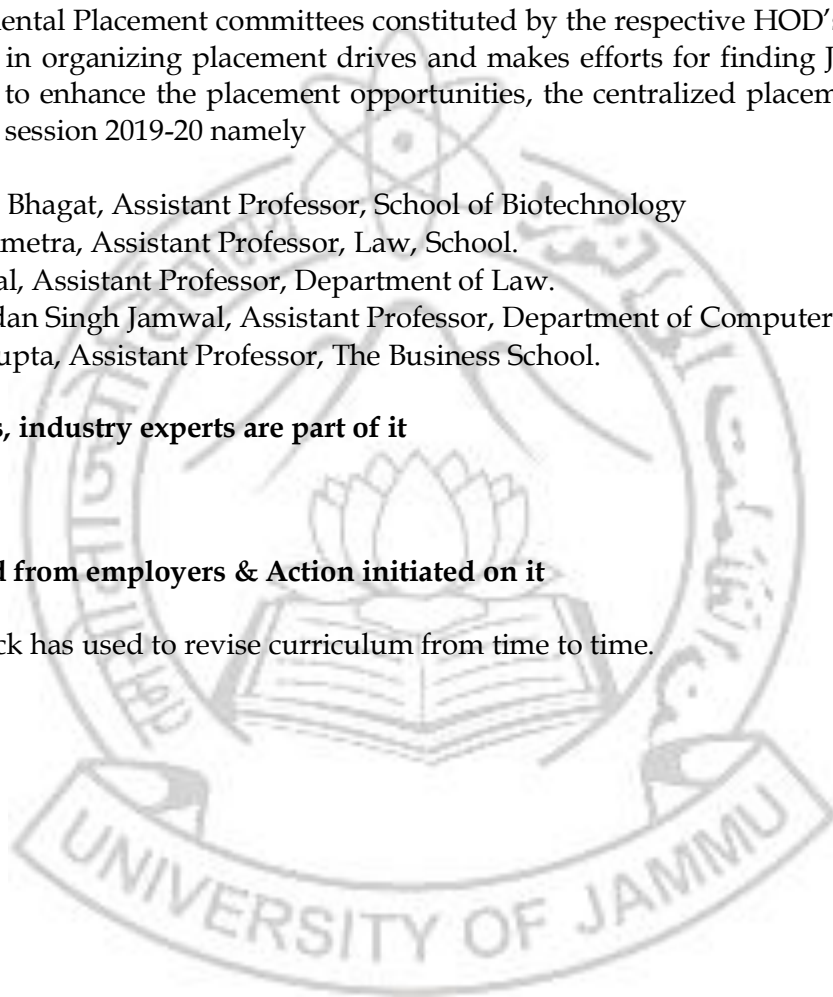 ental Placement committees constituted by the respective HOD's
in organizing placement drives and makes efforts for finding J
to enhance the placement opportunities, the centralized placem
session 2019-20 namely
Bhagat, Assistant Professor, School of Biotechnology
metra, Assistant Professor, Law, School.
al, Assistant Professor, Department of Law.
dan Singh Jamwal, Assistant Professor, Department of Computer
upta, Assistant Professor, The Business School.
s, industry experts are part of it
d from employers & Action initiated on it
ck has used to revise curriculum from time to time.
UNIVERSITY OF JAMMU